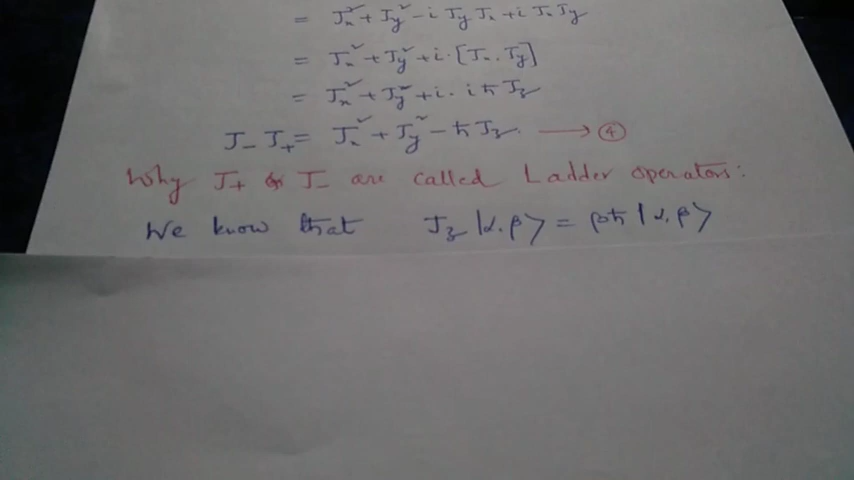 = Jx² + Jy² - i Jy Jx + i Jx Jy
= Jx² + Jy² + i · [Jx, Jy]
= Jx² + Jy² + i · iħ Jz
J₋ J₊ = Jx² + Jy² - ħ Jz. → ④
Why J₊ & J₋ are called Ladder operators:
We know that Jz |α, β⟩ = βħ |α, β⟩